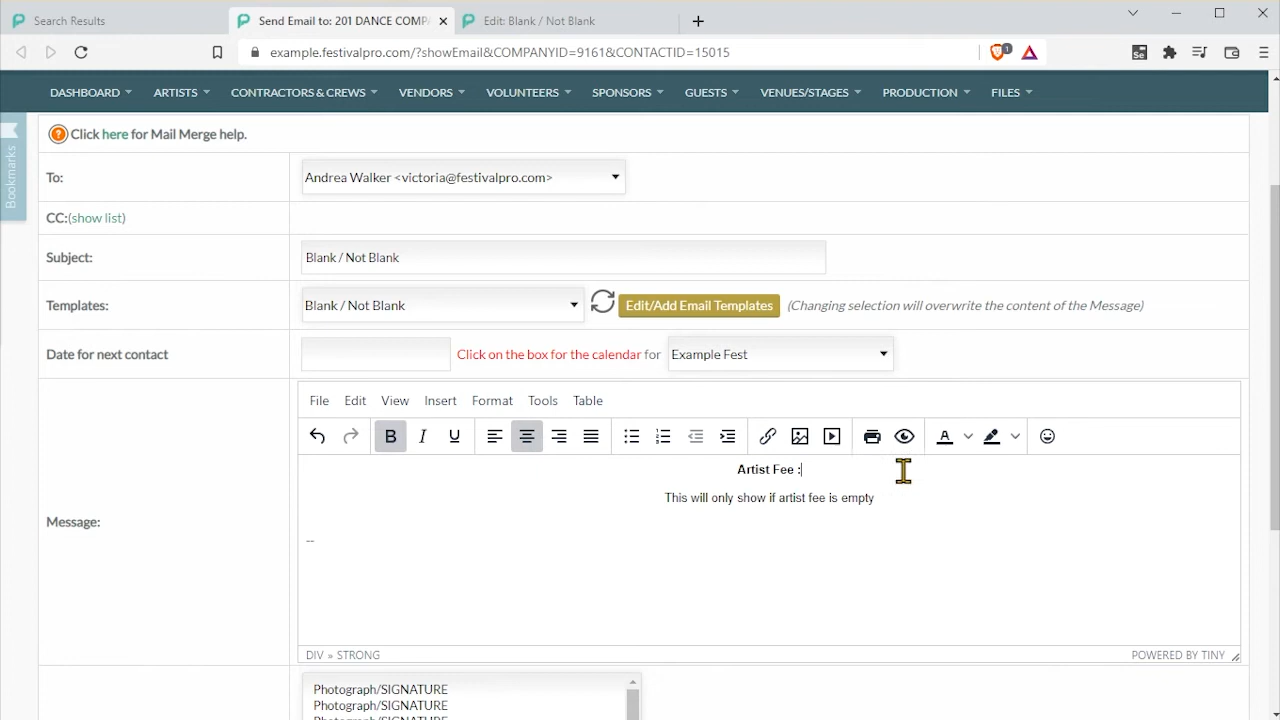 Search Results
Send Email to: 201 DANCE COMPA
Edit: Blank / Not Blank
example.festivalpro.com/?showEmail&COMPANYID=9161&CONTACTID=15015
1
Se
DASHBOARD
ARTISTS
CONTRACTORS & CREWS
VENDORS
VOLUNTEERS
SPONSORS
GUESTS
VENUES/STAGES
PRODUCTION
FILES
Bookmarks
Click here for Mail Merge help.
To:
Andrea Walker <victoria@festivalpro.com>
CC:(show list)
Subject:
Blank / Not Blank
Templates:
Blank / Not Blank
Edit/Add Email Templates
(Changing selection will overwrite the content of the Message)
Date for next contact
Click on the box for the calendar for
Example Fest
File Edit View Insert Format Tools Table
B I U A
Artist Fee :
This will only show if artist fee is empty
--
Message:
DIV » STRONG
POWERED BY TINY
Photograph/SIGNATURE
Photograph/SIGNATURE